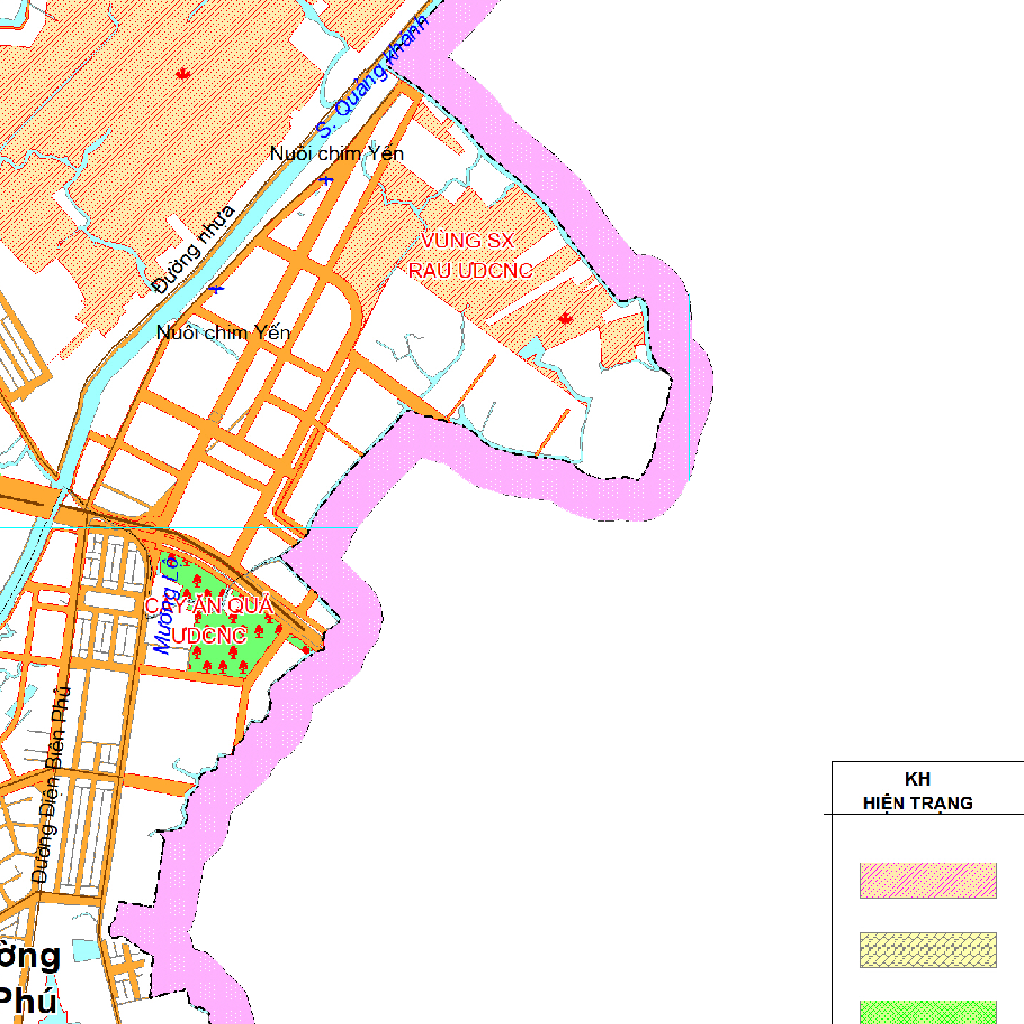 S. Quảng khánh
Nuôi chim Yến
Đường nhựa
VÙNG SX
RAU UDCNC
Nuôi chim Yến
Mương Lê
CÂY ĂN QUẢ
UDCNC
Đường Điện Biên Phủ
KH
HIỆN TRẠNG
ờng
Phú